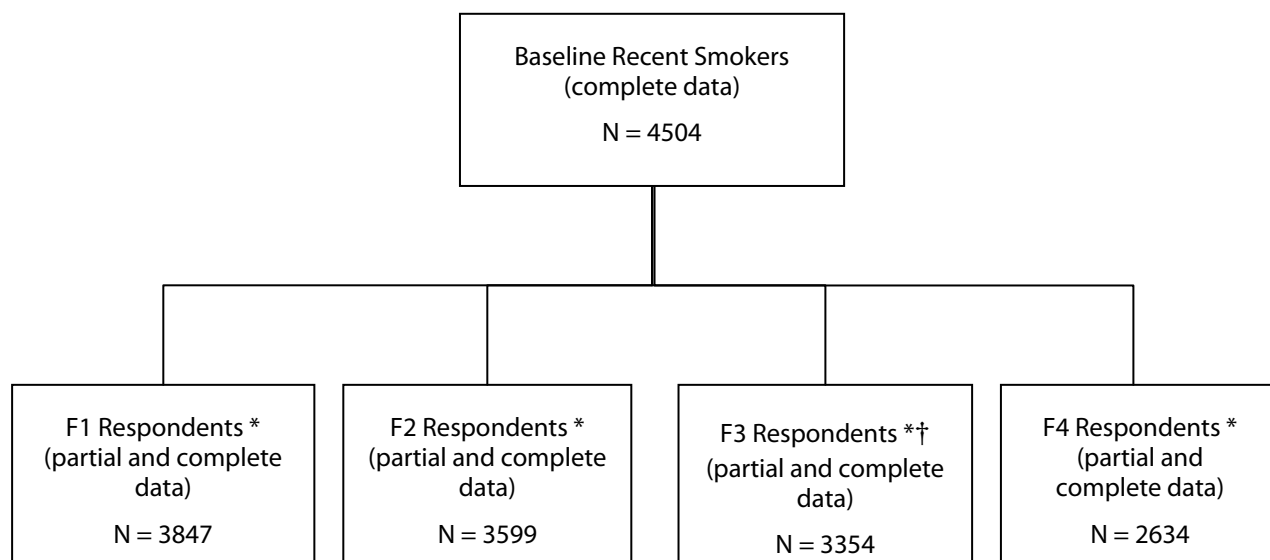 Baseline Recent Smokers
(complete data)
N = 4504
F1 Respondents *
(partial and complete
data)
N = 3847
F2 Respondents *
(partial and complete
data)
N = 3599
F3 Respondents *†
(partial and complete
data)
N = 3354
F4 Respondents *
(partial and
complete data)
N = 2634